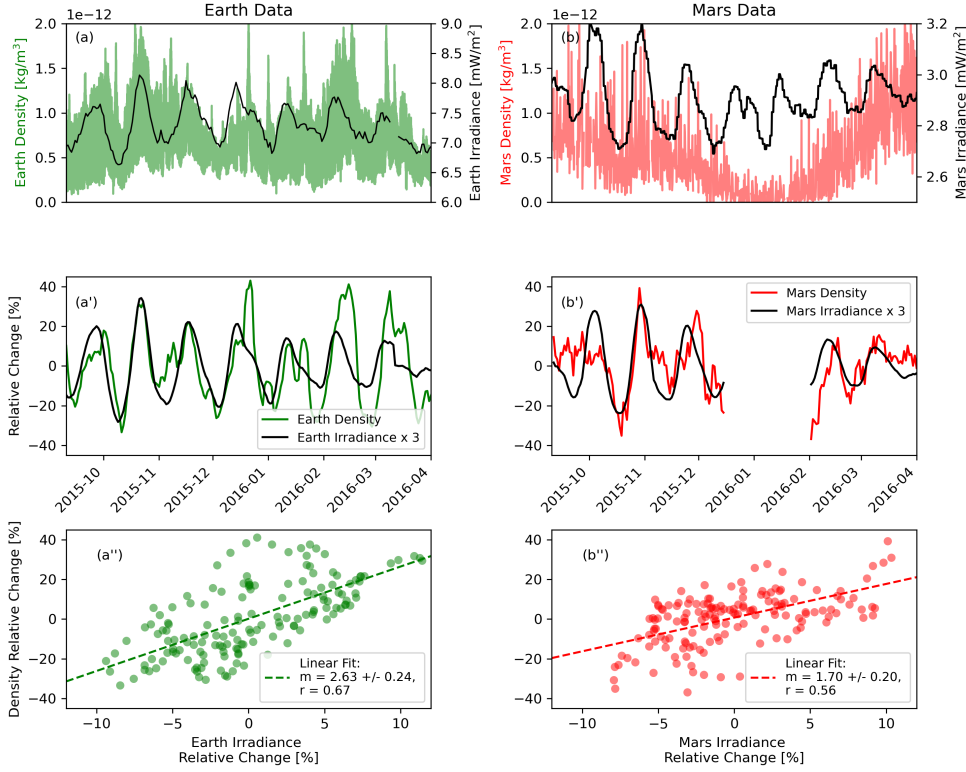 Earth Data
1e−12
(a)
2.0
1.5
1.0
0.5
0.0
Earth Density [kg/m³]
9.0
8.5
8.0
7.5
7.0
6.5
6.0
Earth Irradiance [mW/m²]
Mars Data
1e−12
(b)
2.0
1.5
1.0
0.5
0.0
Mars Density [kg/m³]
3.2
3.0
2.8
2.6
Mars Irradiance [mW/m²]
(a')
40
20
0
−20
−40
Relative Change [%]
Earth Density
Earth Irradiance x 3
2015-10
2015-11
2015-12
2016-01
2016-02
2016-03
2016-04
(b')
40
20
0
−20
−40
Mars Density
Mars Irradiance x 3
2015-10
2015-11
2015-12
2016-01
2016-02
2016-03
2016-04
(a'')
40
20
0
−20
−40
Density Relative Change [%]
Linear Fit:
m = 2.63 +/- 0.24,
r = 0.67
−10
−5
0
5
10
Earth Irradiance
Relative Change [%]
(b'')
40
20
0
−20
−40
Linear Fit:
m = 1.70 +/- 0.20,
r = 0.56
−10
−5
0
5
10
Mars Irradiance
Relative Change [%]